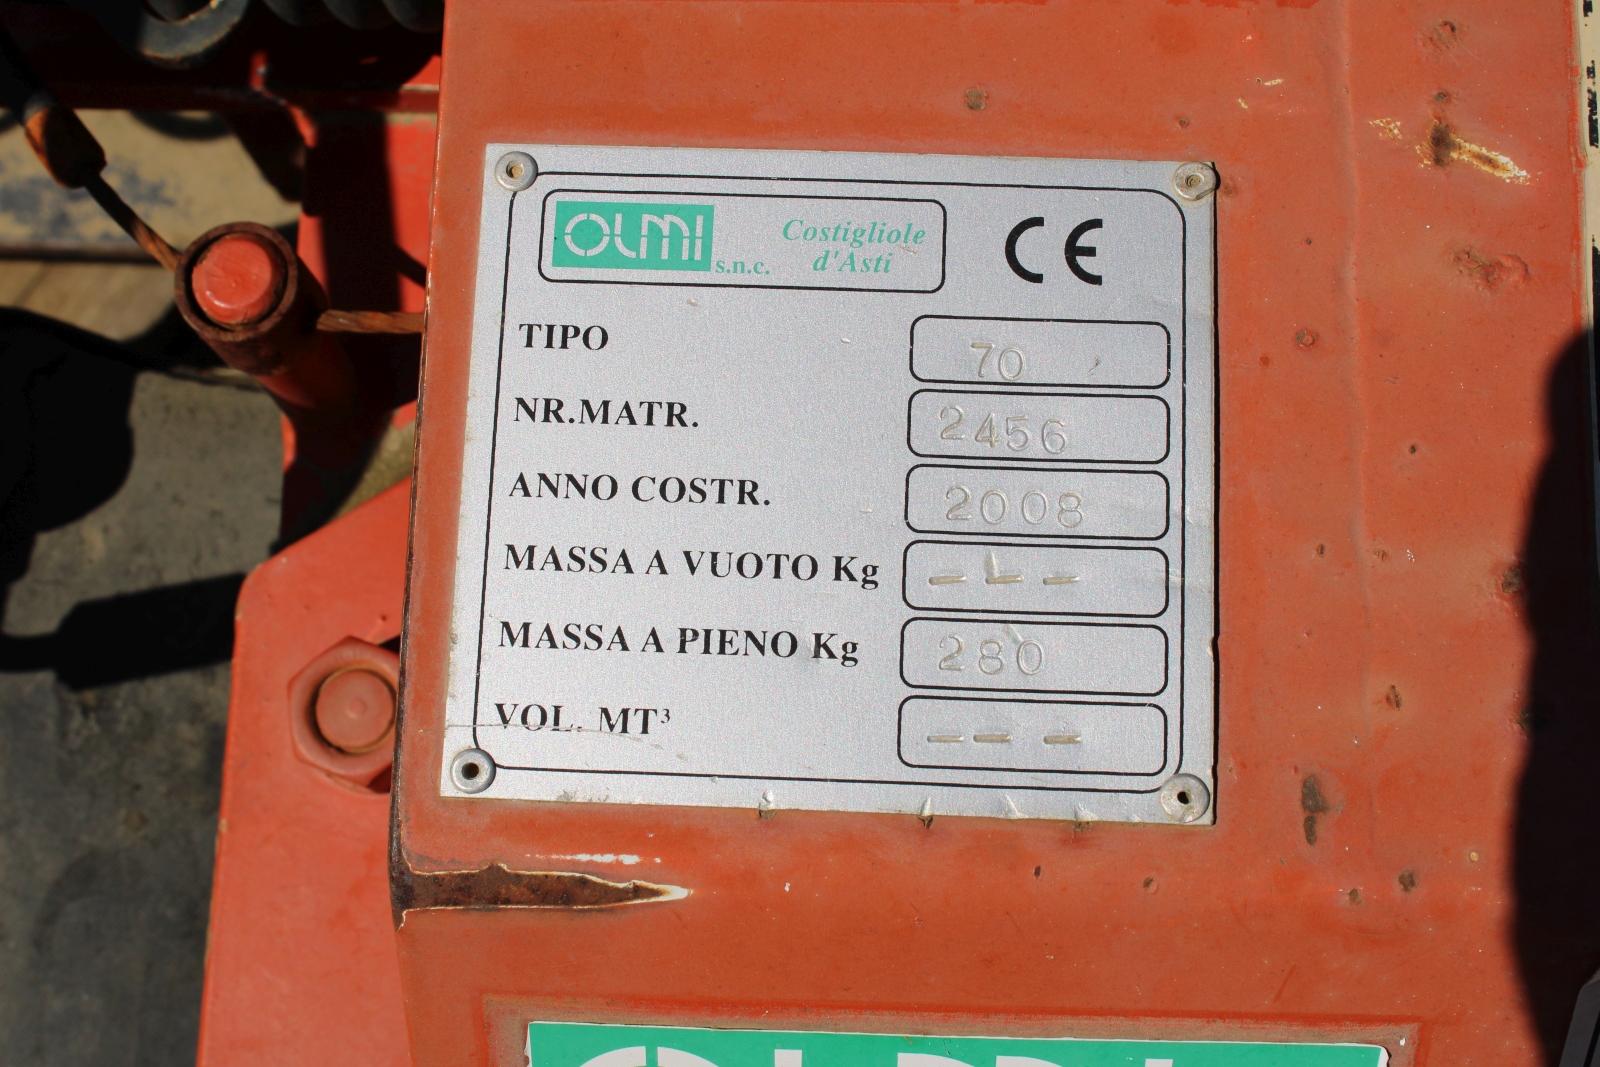 OLMI s.n.c. Costigliole d'Asti CE
TIPO 70
NR.MATR. 2456
ANNO COSTR. 2008
MASSA A VUOTO Kg - - -
MASSA A PIENO Kg 280
VOL. MT³ - - -
OLMI